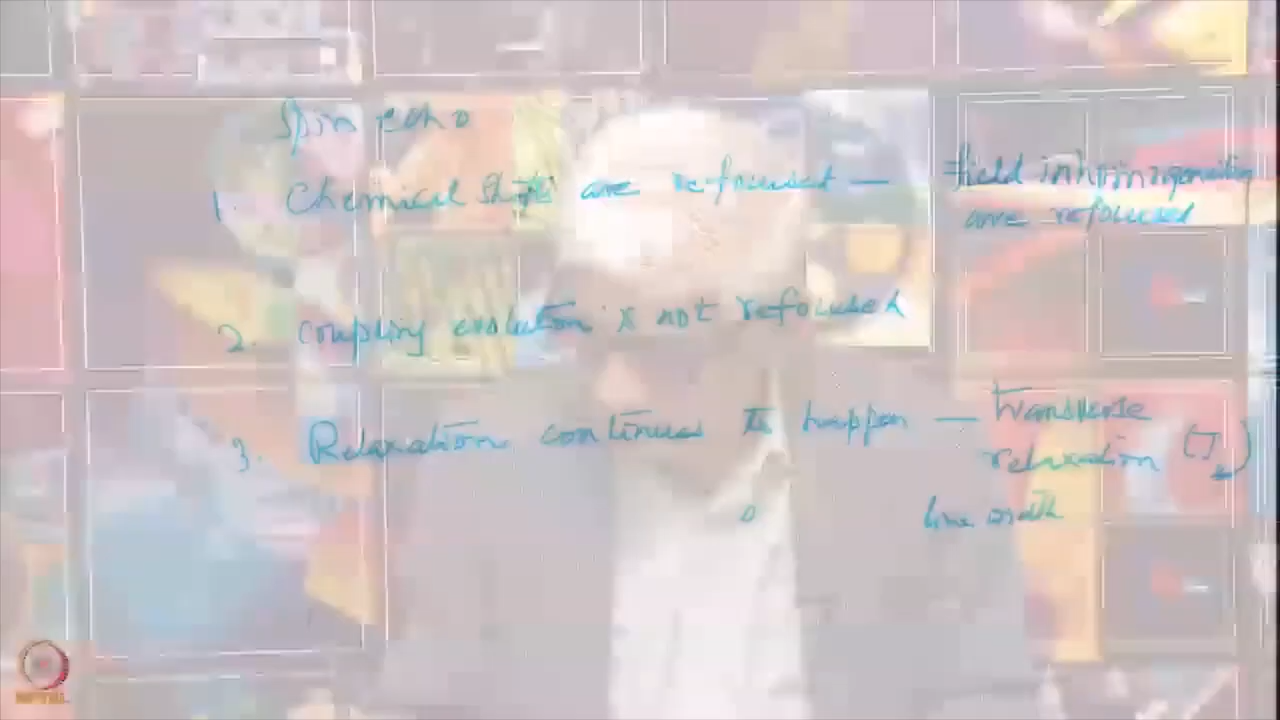 Spin echo
1. Chemical Shifts are refocused — field inhomogeneities
are refocused
2. coupling evolution is not refocused
3. Relaxation continues to happen — Transverse
relaxation (T2)
line width